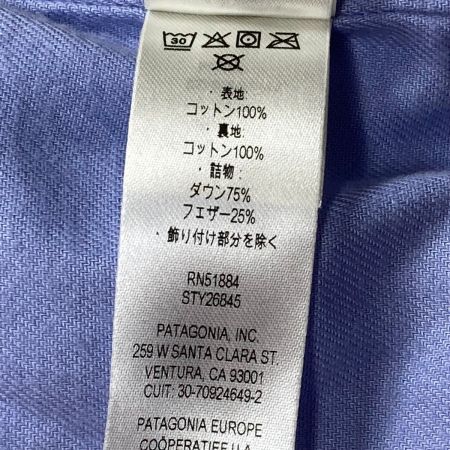 30
・表地:
コットン100%
・裏地:
コットン100%
・詰物:
ダウン75%
フェザー25%
・飾り付け部分を除く
RN51884
STY26845
PATAGONIA, INC.
259 W SANTA CLARA ST.
VENTURA, CA 93001
CUIT: 30-70924649-2
PATAGONIA EUROPE
COÖPERATIEF U.A.